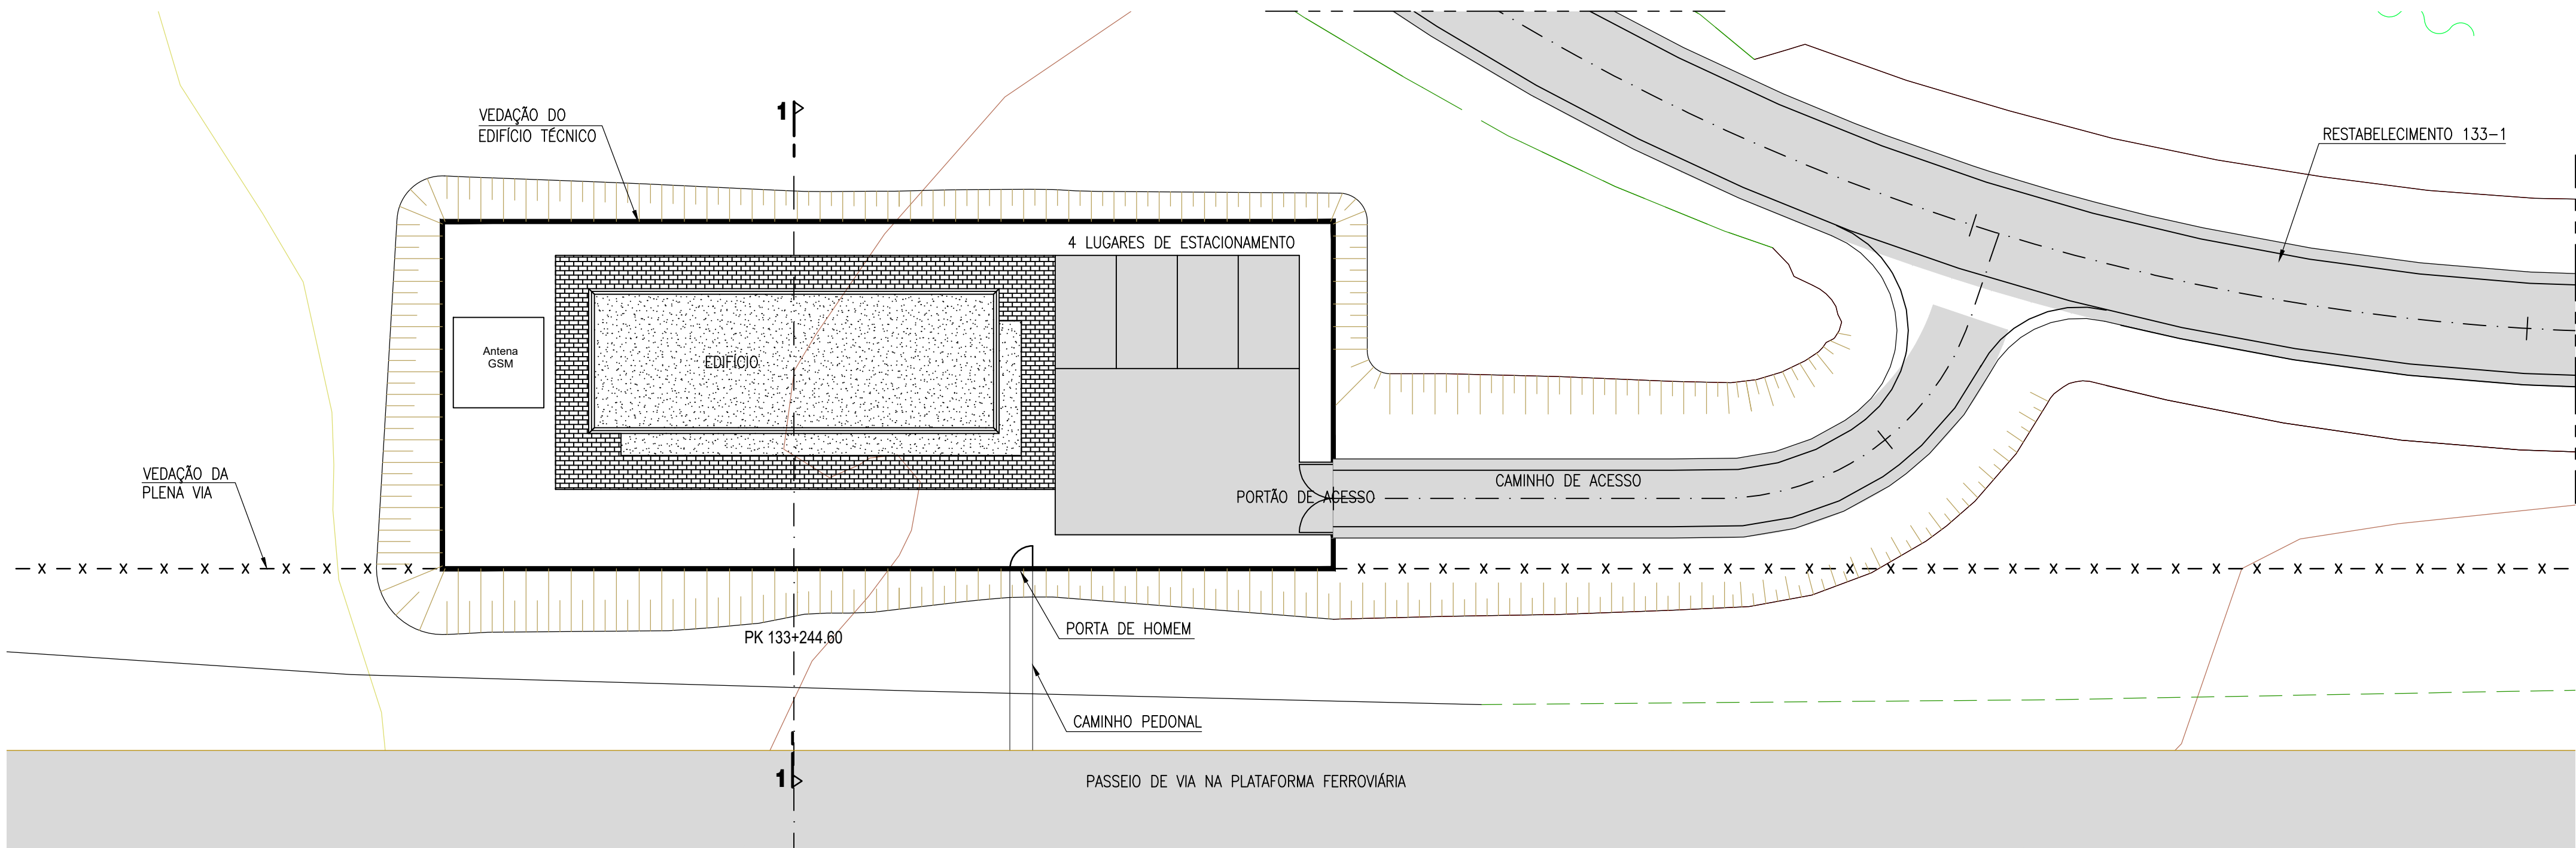 1
VEDAÇÃO DO
EDIFÍCIO TÉCNICO
RESTABELECIMENTO 133-1
4 LUGARES DE ESTACIONAMENTO
Antena
GSM
EDIFÍCIO
VEDAÇÃO DA
PLENA VIA
CAMINHO DE ACESSO
PORTÃO DE ACESSO
PORTA DE HOMEM
PK 133+244.60
CAMINHO PEDONAL
1
PASSEIO DE VIA NA PLATAFORMA FERROVIÁRIA